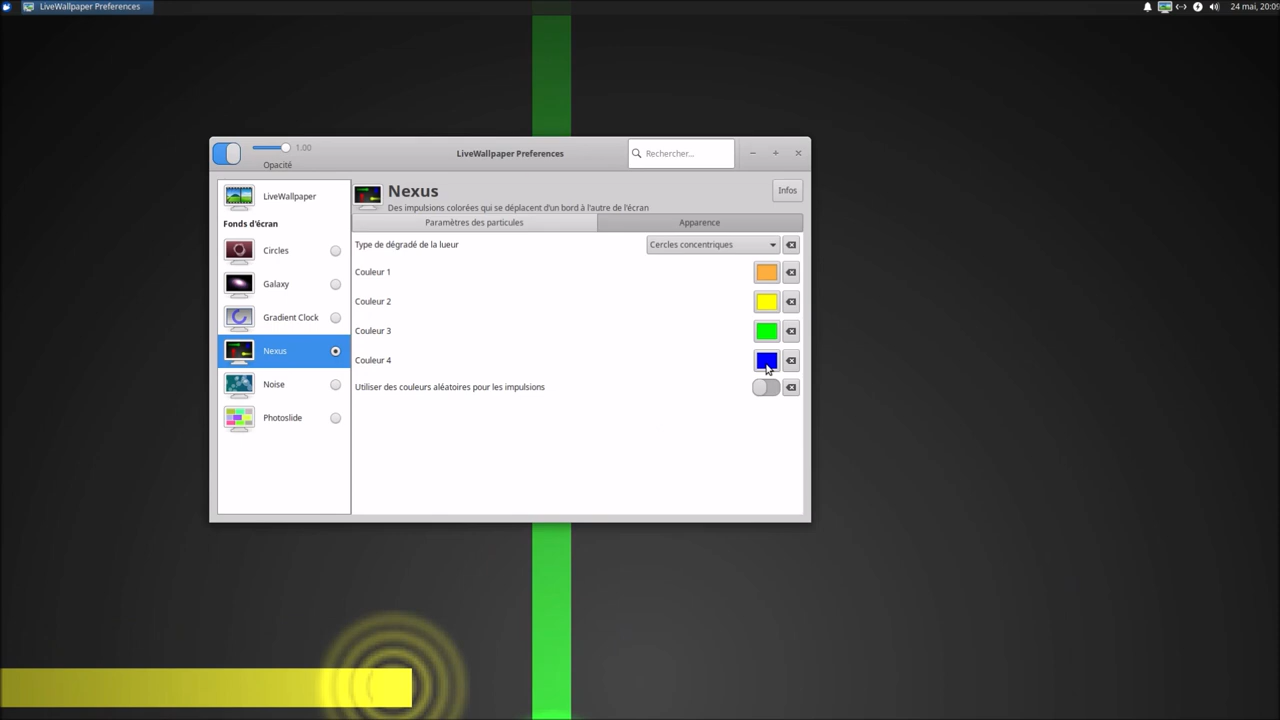 LiveWallpaper Preferences
24 mai, 20:09
1.00
Opacité
LiveWallpaper Preferences
Rechercher...
LiveWallpaper
Fonds d'écran
Circles
Galaxy
Gradient Clock
Nexus
Noise
Photoslide
Nexus
Des impulsions colorées qui se déplacent d'un bord à l'autre de l'écran
Infos
Paramètres des particules
Apparence
Type de dégradé de la lueur
Cercles concentriques
Couleur 1
Couleur 2
Couleur 3
Couleur 4
Utiliser des couleurs aléatoires pour les impulsions